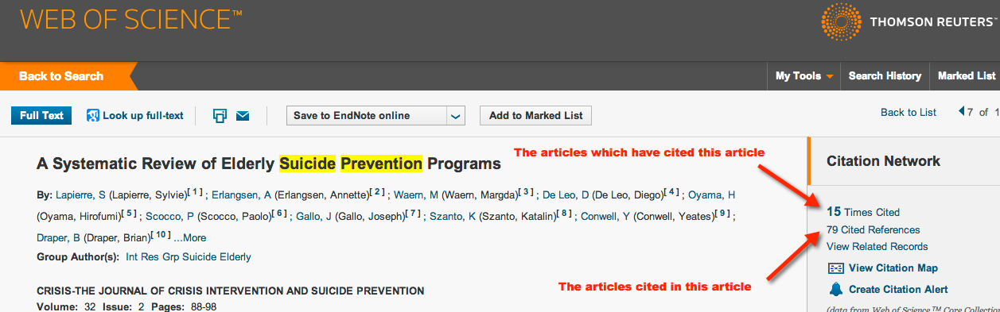 WEB OF SCIENCE™
THOMSON REUTERS™
Back to Search
My Tools
Search History
Marked List
Full Text
Look up full-text
Save to EndNote online
Add to Marked List
Back to List
7 of 1
A Systematic Review of Elderly Suicide Prevention Programs
The articles which have cited this article
By: Lapierre, S (Lapierre, Sylvie)[ 1 ] ; Erlangsen, A (Erlangsen, Annette)[ 2 ] ; Waern, M (Waern, Margda)[ 3 ] ; De Leo, D (De Leo, Diego)[ 4 ] ; Oyama, H
(Oyama, Hirofumi)[ 5 ] ; Scocco, P (Scocco, Paolo)[ 6 ] ; Gallo, J (Gallo, Joseph)[ 7 ] ; Szanto, K (Szanto, Katalin)[ 8 ] ; Conwell, Y (Conwell, Yeates)[ 9 ] ;
Draper, B (Draper, Brian)[ 10 ] ...More
Group Author(s): Int Res Grp Suicide Elderly
The articles cited in this article
CRISIS-THE JOURNAL OF CRISIS INTERVENTION AND SUICIDE PREVENTION
Volume: 32 Issue: 2 Pages: 88-98
Citation Network
15 Times Cited
79 Cited References
View Related Records
View Citation Map
Create Citation Alert
(data from Web of Science™ Core Collection